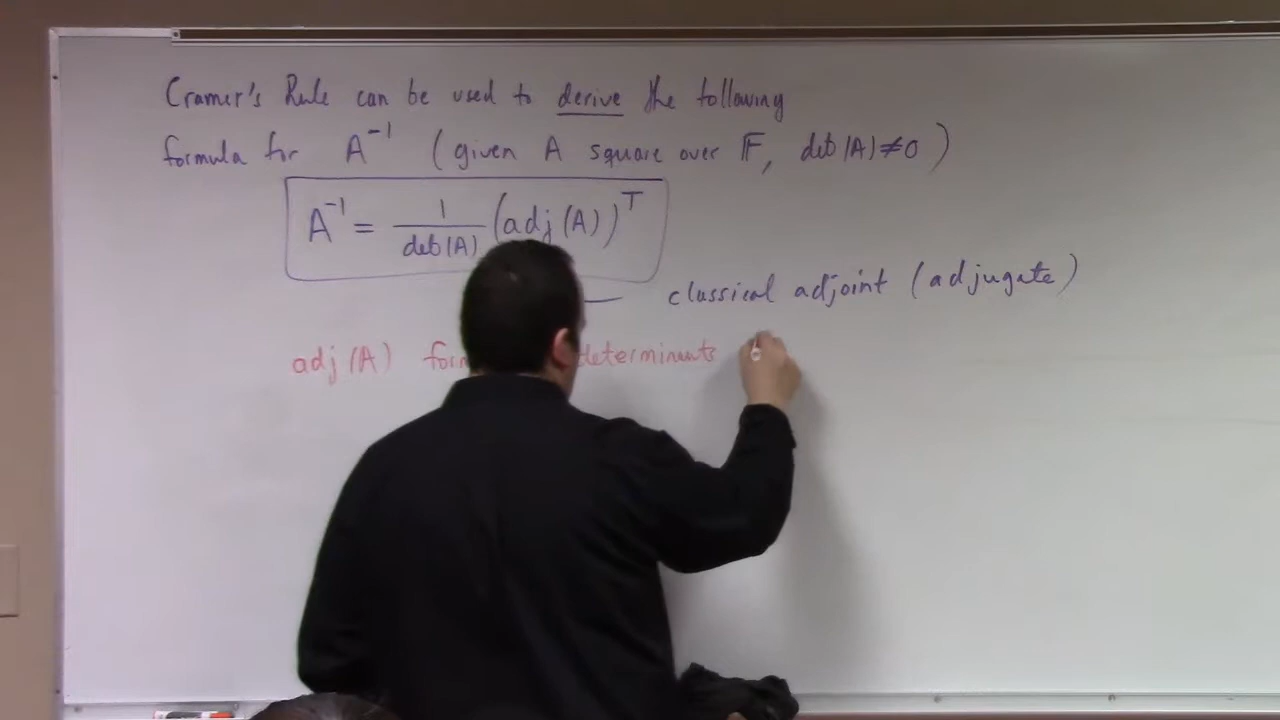 Cramer's Rule can be used to derive the following
formula for A⁻¹ (given A square over 𝔽, det(A)≠0)
A⁻¹ = 1/det(A) (adj(A))ᵀ
classical adjoint (adjugate)
adj(A) determinants